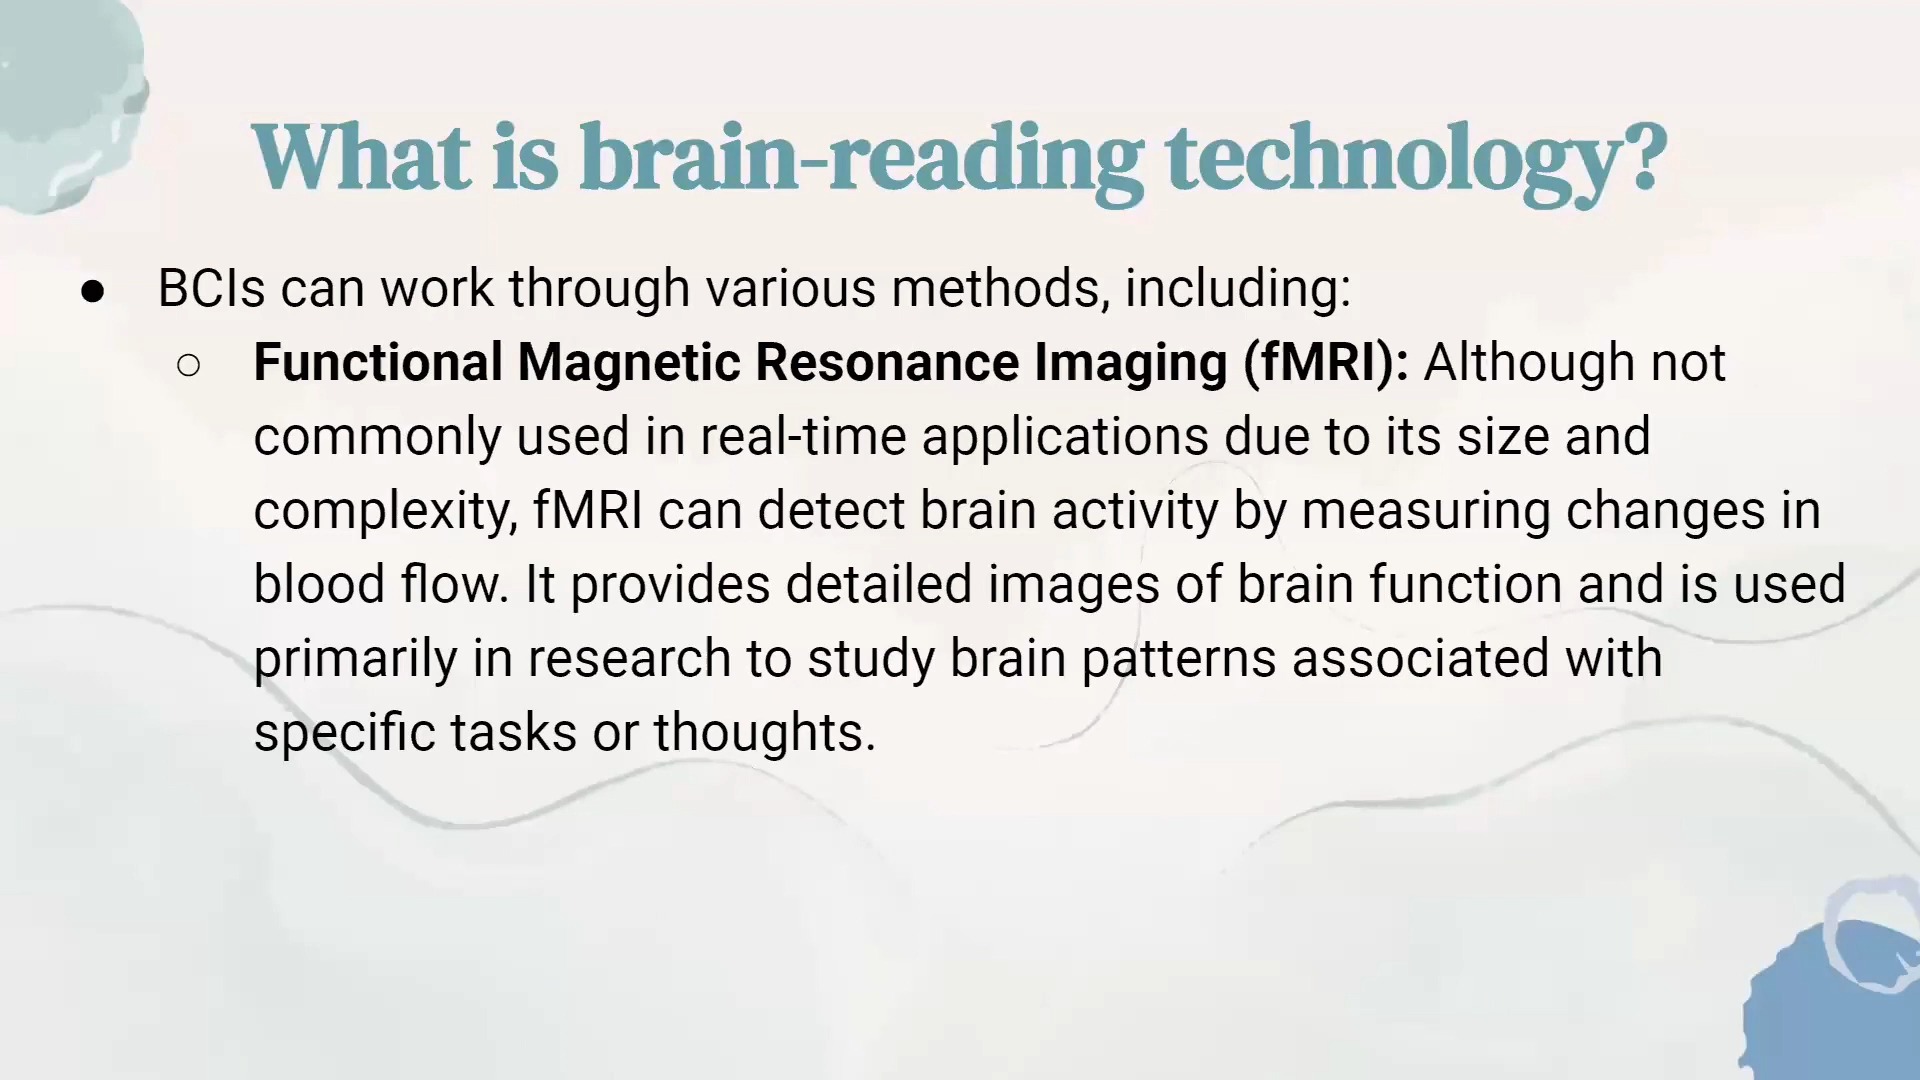 What is brain-reading technology?
● BCIs can work through various methods, including:
○ Functional Magnetic Resonance Imaging (fMRI): Although not
commonly used in real-time applications due to its size and
complexity, fMRI can detect brain activity by measuring changes in
blood flow. It provides detailed images of brain function and is used
primarily in research to study brain patterns associated with
specific tasks or thoughts.